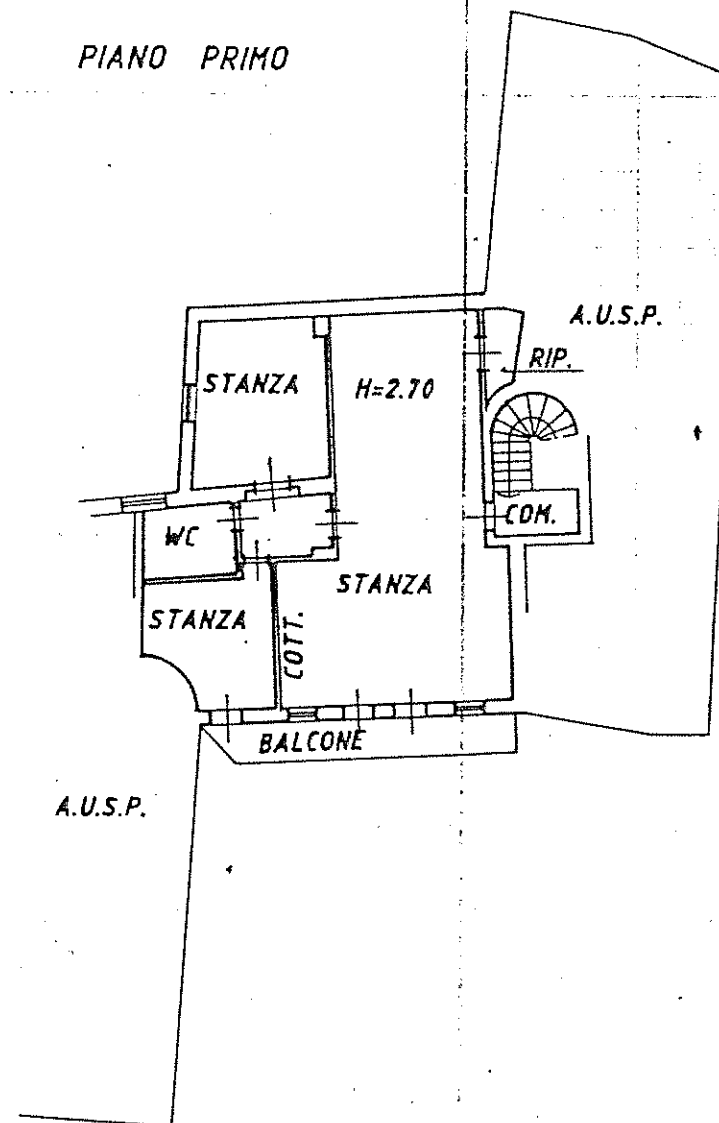 PIANO PRIMO
A.U.S.P.
RIP.
STANZA
H=2.70
COM.
WC
STANZA
STANZA
COTT.
BALCONE
A.U.S.P.